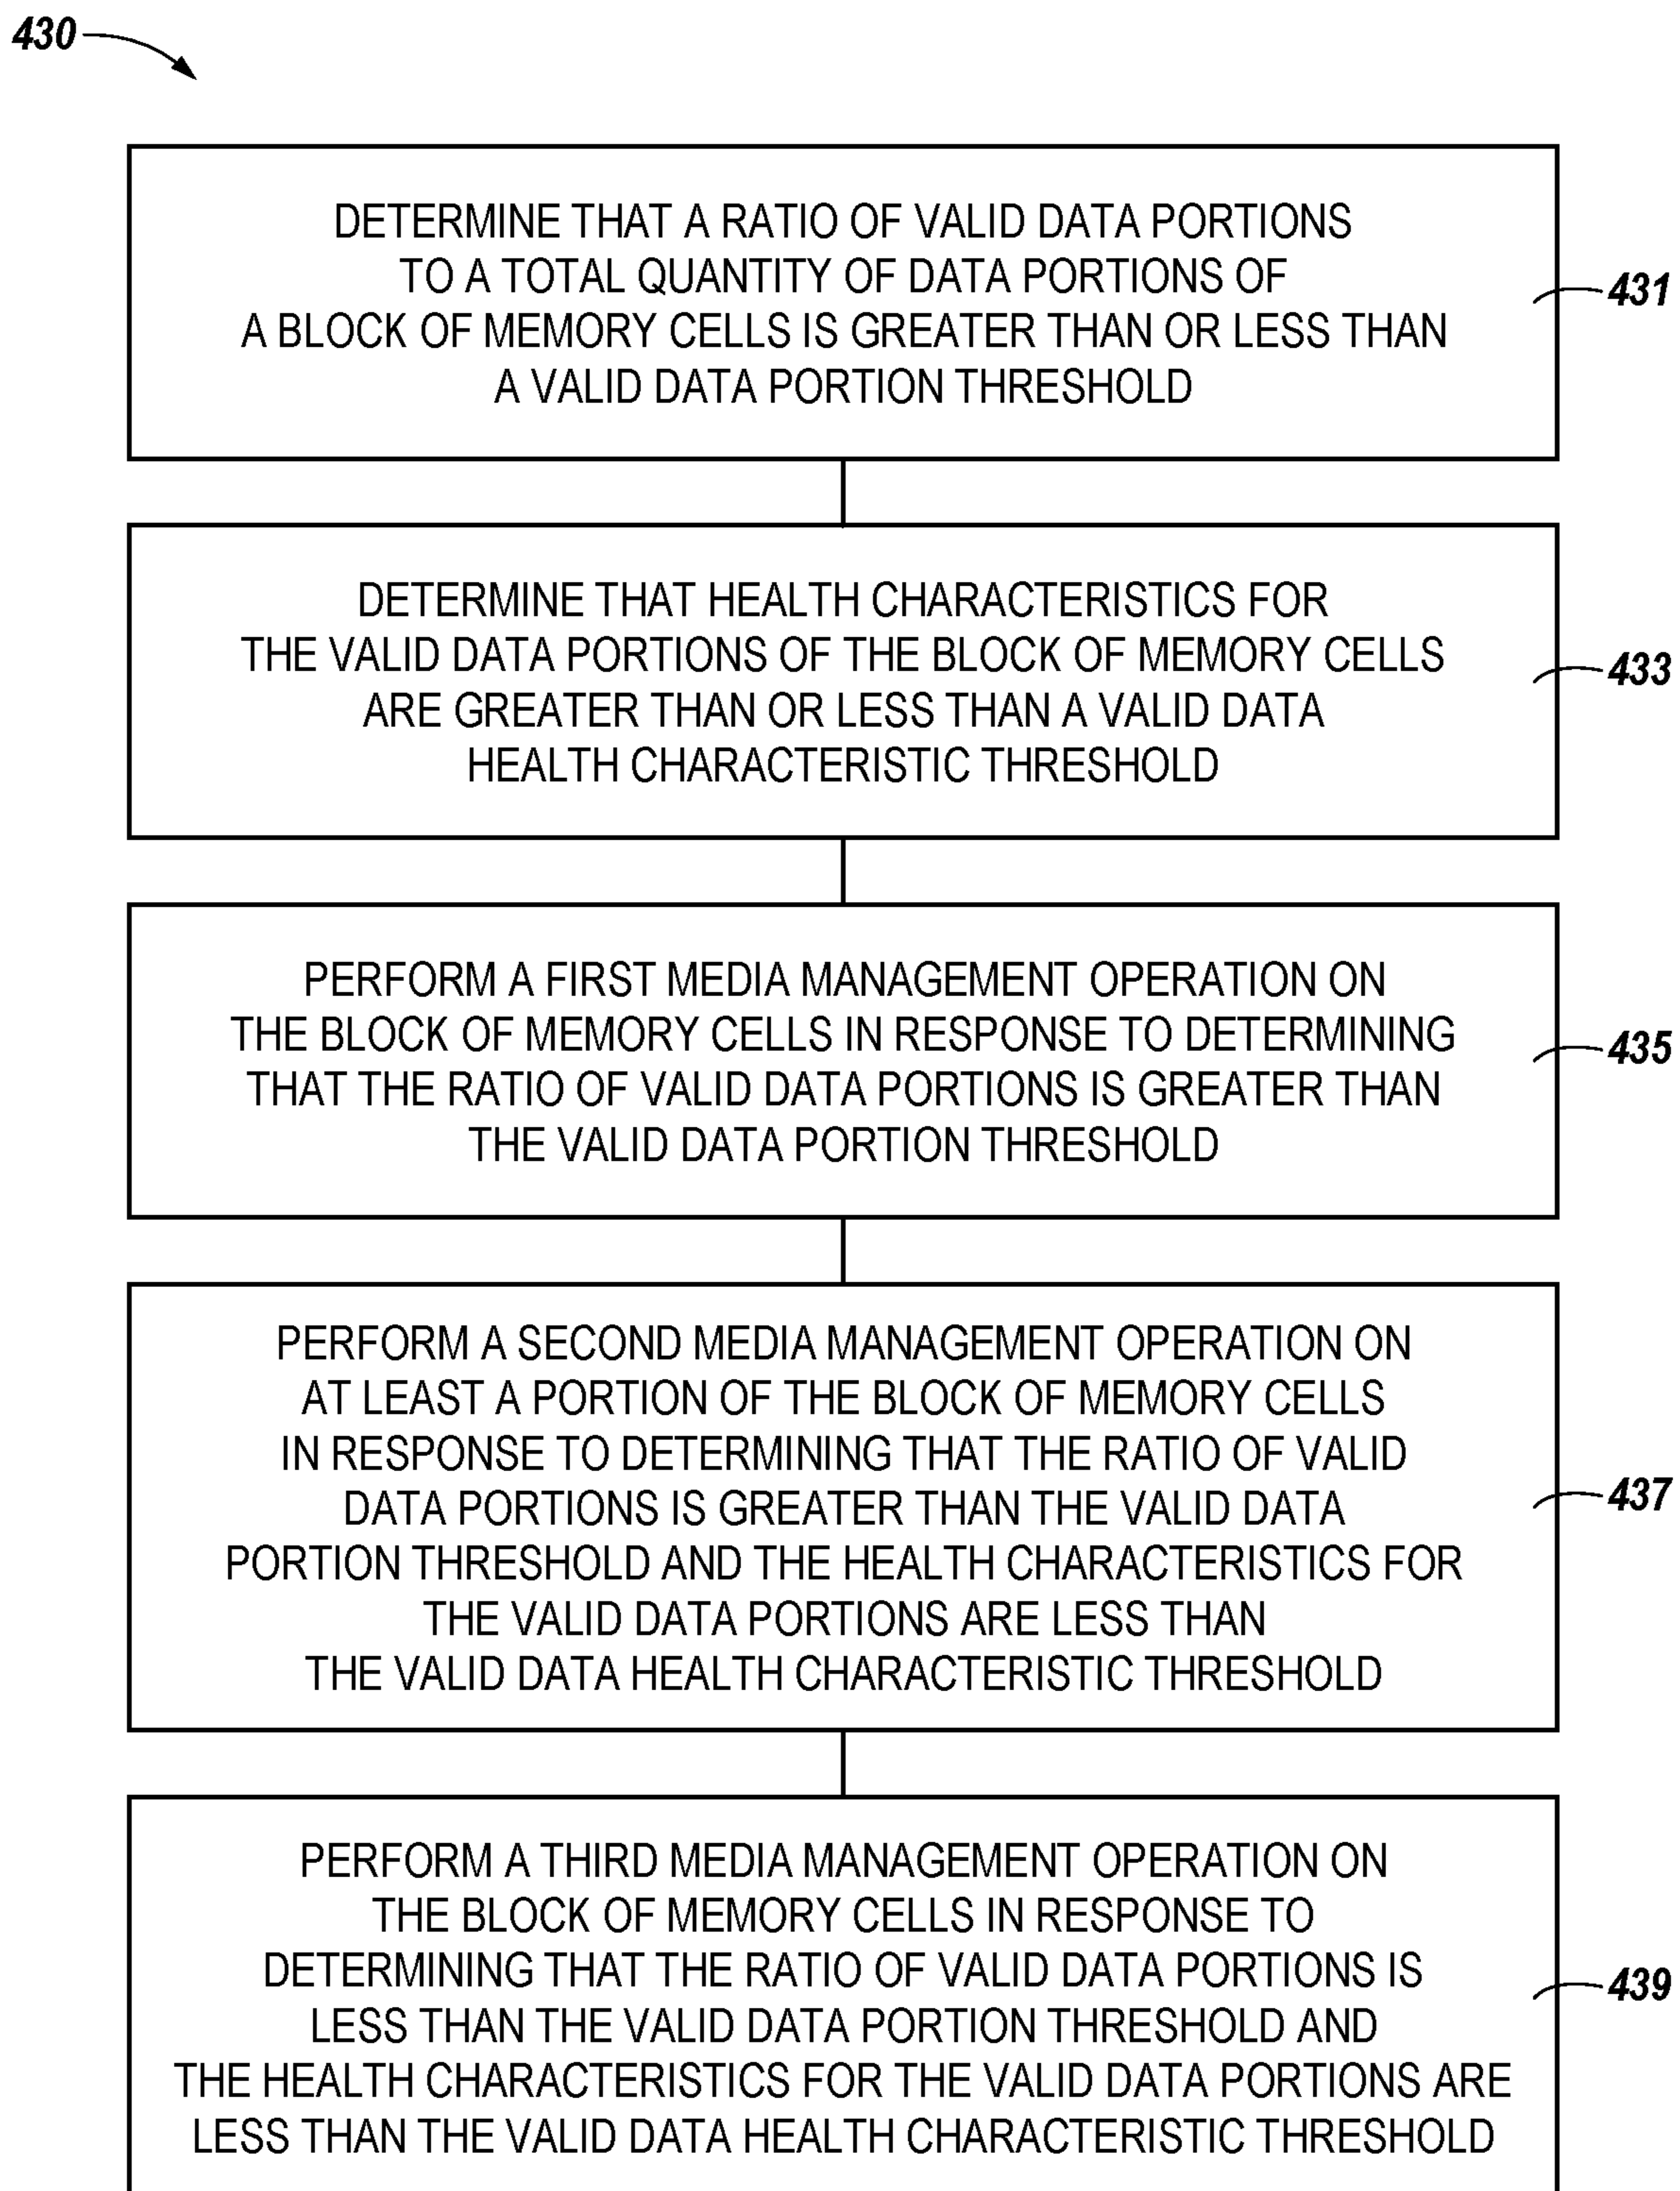 430
DETERMINE THAT A RATIO OF VALID DATA PORTIONS
TO A TOTAL QUANTITY OF DATA PORTIONS OF
A BLOCK OF MEMORY CELLS IS GREATER THAN OR LESS THAN
A VALID DATA PORTION THRESHOLD
431
DETERMINE THAT HEALTH CHARACTERISTICS FOR
THE VALID DATA PORTIONS OF THE BLOCK OF MEMORY CELLS
ARE GREATER THAN OR LESS THAN A VALID DATA
HEALTH CHARACTERISTIC THRESHOLD
433
PERFORM A FIRST MEDIA MANAGEMENT OPERATION ON
THE BLOCK OF MEMORY CELLS IN RESPONSE TO DETERMINING
THAT THE RATIO OF VALID DATA PORTIONS IS GREATER THAN
THE VALID DATA PORTION THRESHOLD
435
PERFORM A SECOND MEDIA MANAGEMENT OPERATION ON
AT LEAST A PORTION OF THE BLOCK OF MEMORY CELLS
IN RESPONSE TO DETERMINING THAT THE RATIO OF VALID
DATA PORTIONS IS GREATER THAN THE VALID DATA
PORTION THRESHOLD AND THE HEALTH CHARACTERISTICS FOR
THE VALID DATA PORTIONS ARE LESS THAN
THE VALID DATA HEALTH CHARACTERISTIC THRESHOLD
437
PERFORM A THIRD MEDIA MANAGEMENT OPERATION ON
THE BLOCK OF MEMORY CELLS IN RESPONSE TO
DETERMINING THAT THE RATIO OF VALID DATA PORTIONS IS
LESS THAN THE VALID DATA PORTION THRESHOLD AND
THE HEALTH CHARACTERISTICS FOR THE VALID DATA PORTIONS ARE
LESS THAN THE VALID DATA HEALTH CHARACTERISTIC THRESHOLD
439